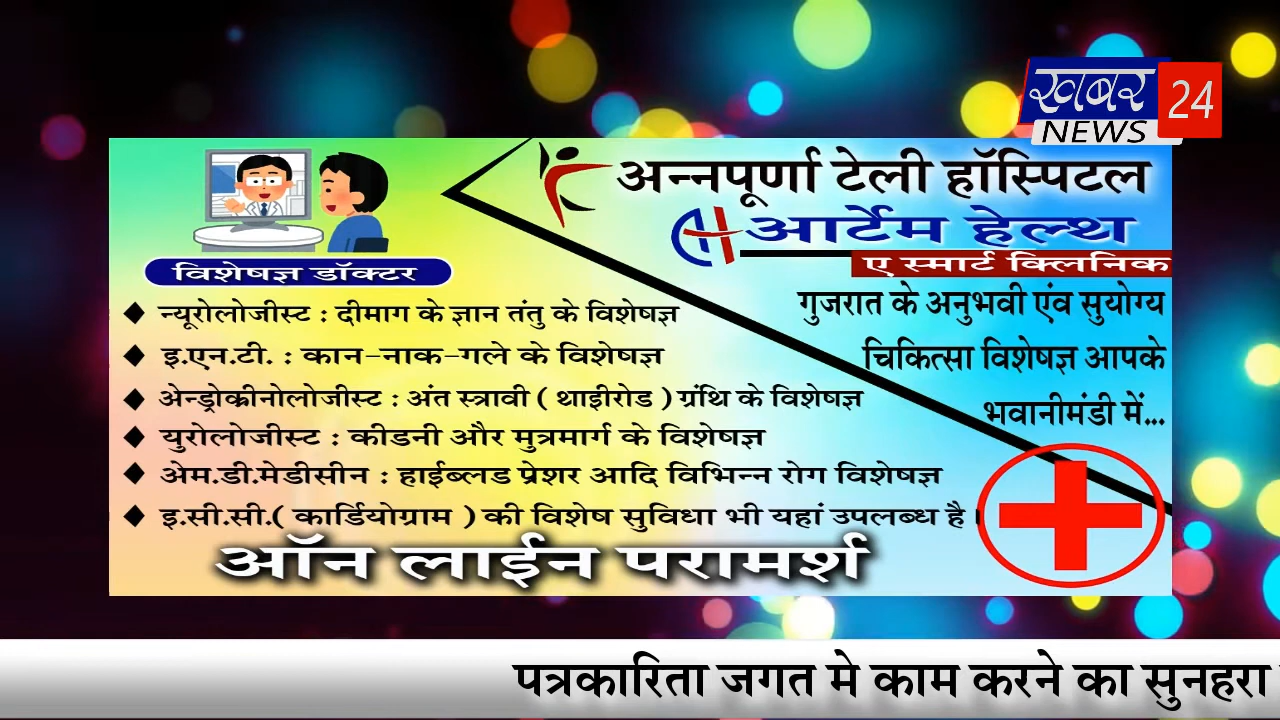 खबर 24
NEWS
अन्नपूर्णा टेली हॉस्पिटल
आर्टेम हेल्थ
ए स्मार्ट क्लिनिक
गुजरात के अनुभवी एंव सुयोग्य
चिकित्सा विशेषज्ञ आपके
भवानीमंडी में...
विशेषज्ञ डॉक्टर
◆ न्यूरोलोजीस्ट : दीमाग के ज्ञान तंतु के विशेषज्ञ
◆ इ.एन.टी. : कान-नाक-गले के विशेषज्ञ
◆ अेन्ड्रोक्रीनोलोजीस्ट : अंत स्त्रावी ( थाइीरोड ) ग्रंथि के विशेषज्ञ
◆ युरोलोजीस्ट : कीडनी और मुत्रमार्ग के विशेषज्ञ
◆ अेम.डी.मेडीसीन : हाईब्लड प्रेशर आदि विभिन्न रोग विशेषज्ञ
◆ इ.सी.सी.( कार्डियोग्राम ) की विशेष सुविधा भी यहां उपलब्ध है।
ऑन लाईन परामर्श
पत्रकारिता जगत मे काम करने का सुनहरा